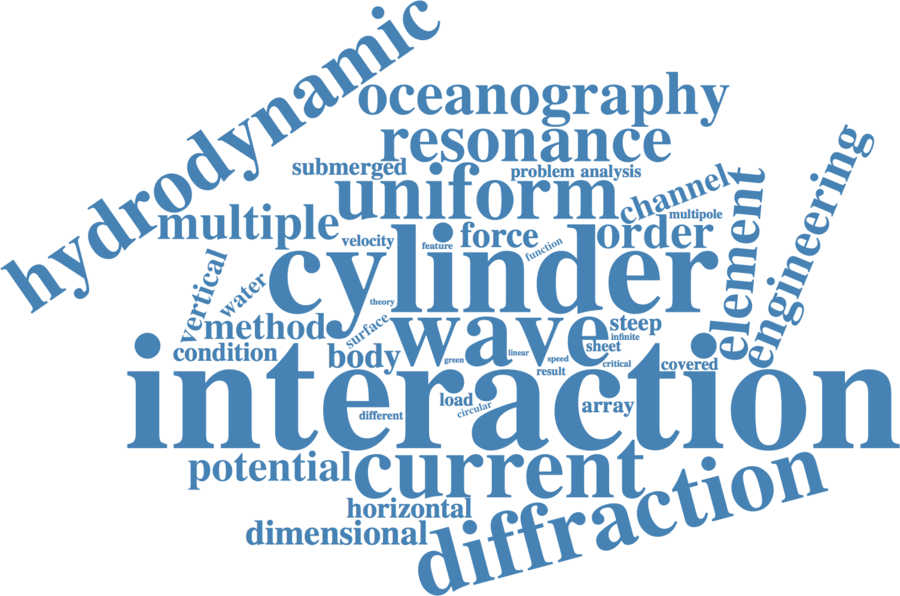 hydrodynamic
oceanography
resonance
submerged
problem analysis
uniform
channel
multipole
element
engineering
multiple
velocity
feature
force
function
order
cylinder
vertical
water
theory
surface
method
wave
steep
infinite
condition
body
green
linear
speed
sheet
critical
covered
result
interaction
load
circular
different
array
potential
current
horizontal
dimensional
diffraction